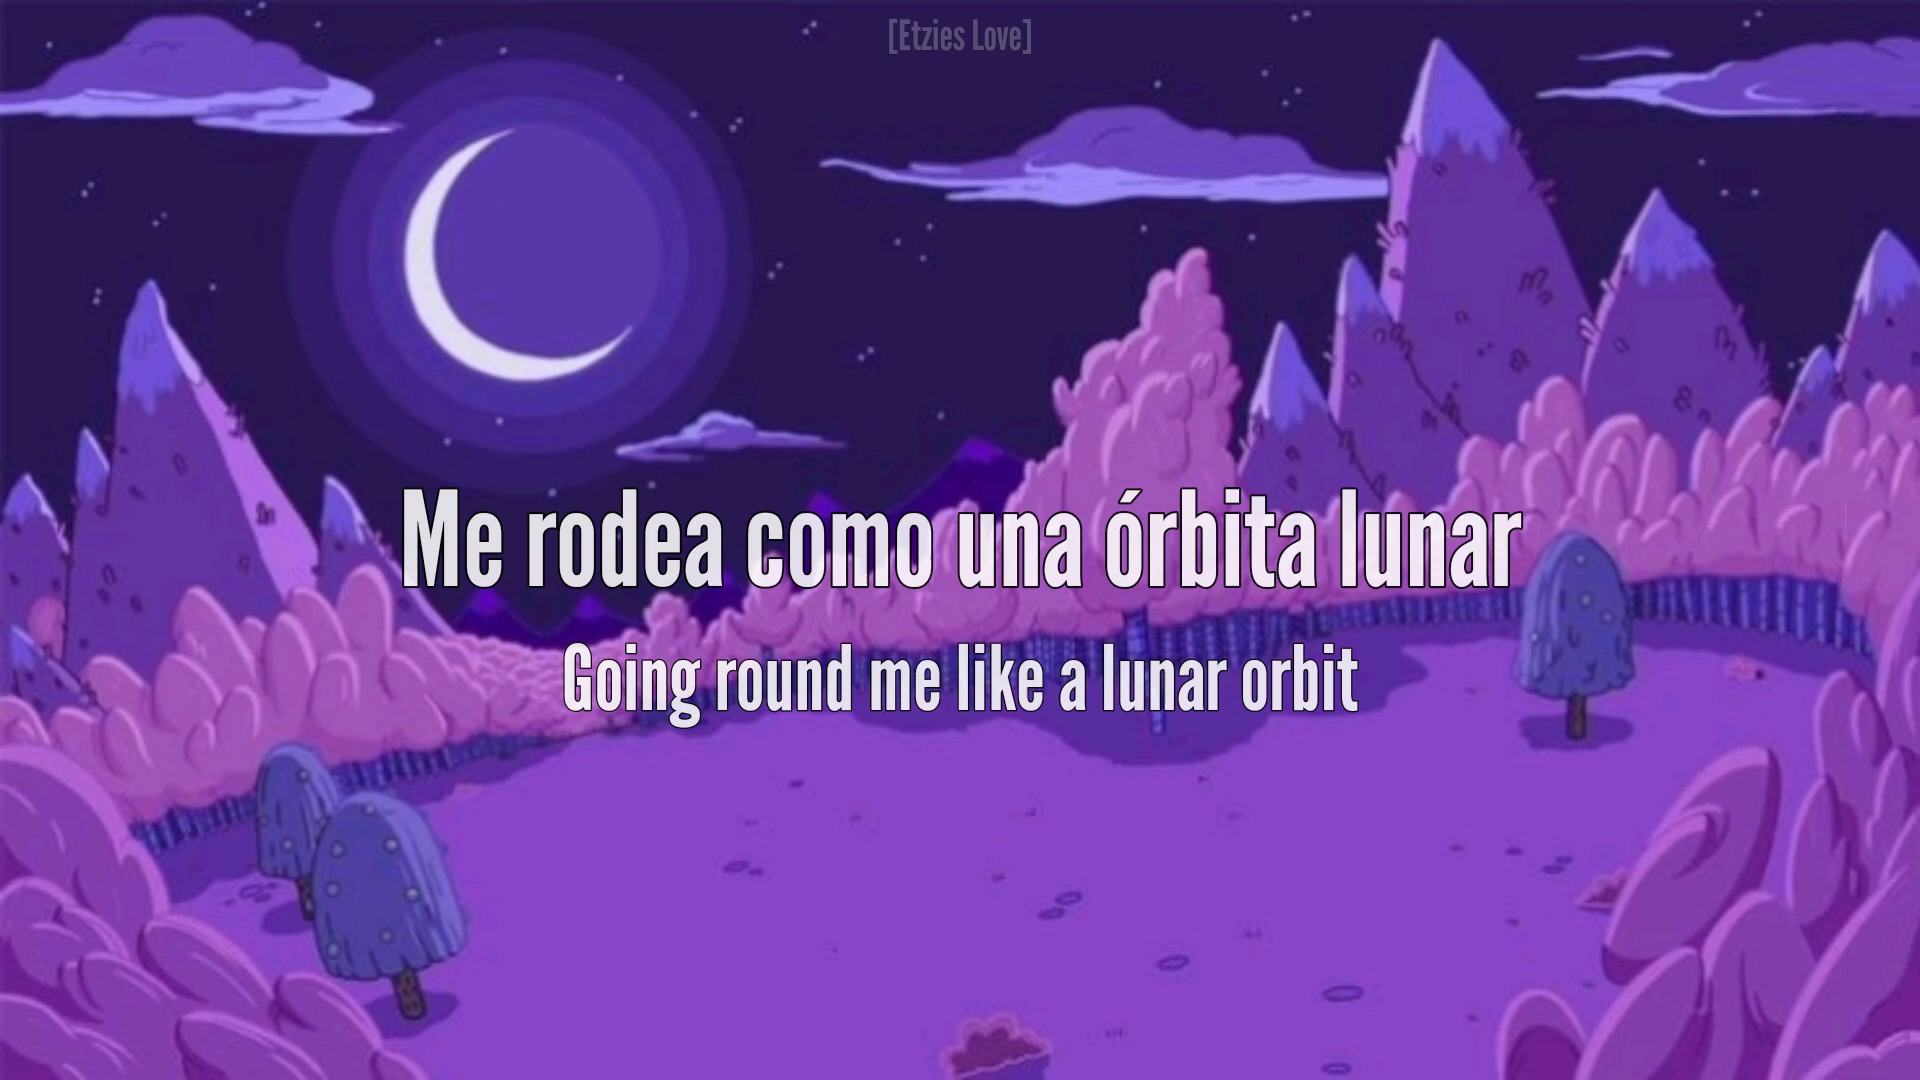 [Etzies Love]
Me rodea como una órbita lunar
Going round me like a lunar orbit